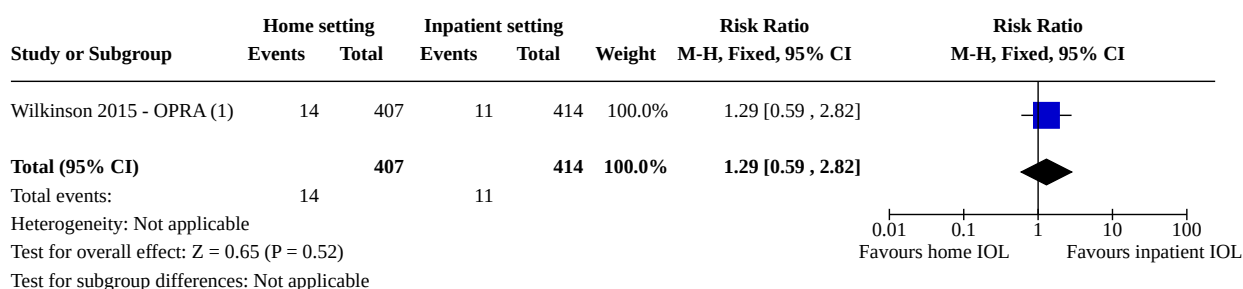 Home setting Inpatient setting Risk Ratio Risk Ratio
Study or Subgroup Events Total Events Total Weight M-H, Fixed, 95% CI M-H, Fixed, 95% CI
Wilkinson 2015 - OPRA (1) 14 407 11 414 100.0% 1.29 [0.59 , 2.82]
Total (95% CI) 407 414 100.0% 1.29 [0.59 , 2.82]
Total events: 14 11
Heterogeneity: Not applicable
0.01 0.1 1 10 100
Test for overall effect: Z = 0.65 (P = 0.52) Favours home IOL Favours inpatient IOL
Test for subgroup differences: Not applicable